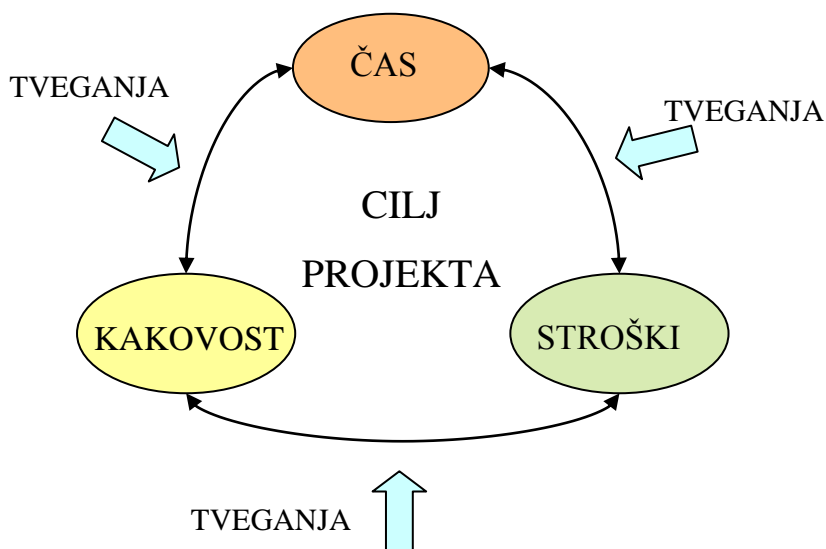 ČAS
TVEGANJA
TVEGANJA
CILJ
PROJEKTA
KAKOVOST
STROŠKI
TVEGANJA